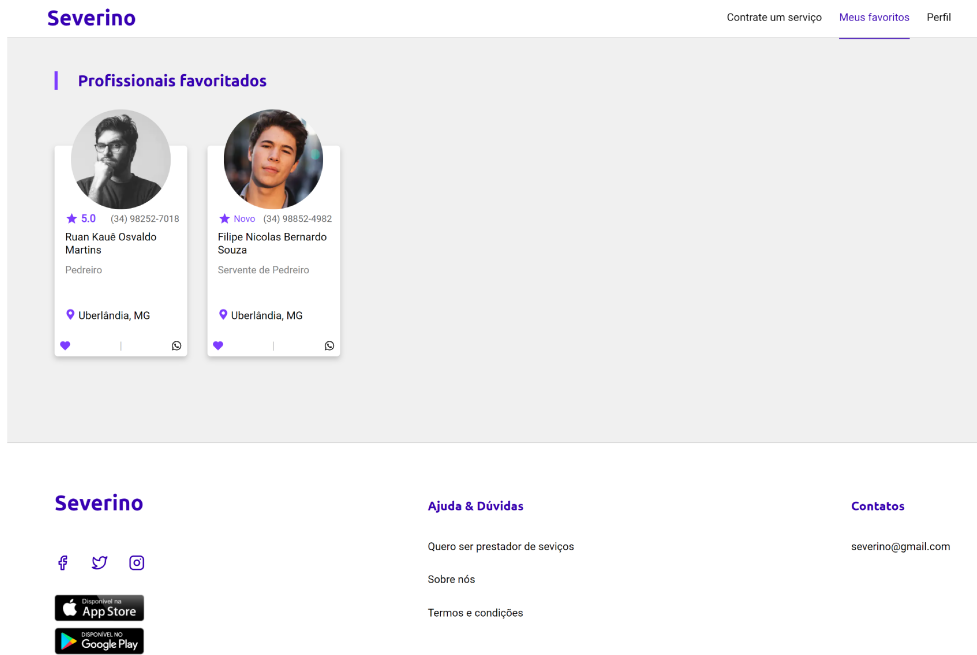 Severino
Contrate um serviço
Meus favoritos
Perfil
Profissionais favoritados
5.0 (34) 98252-7018
Ruan Kauê Osvaldo
Martins
Pedreiro
Uberlândia, MG
|
Novo (34) 98852-4982
Filipe Nicolas Bernardo
Souza
Servente de Pedreiro
Uberlândia, MG
|
Severino
Disponível na
App Store
DISPONÍVEL NO
Google Play
Ajuda & Dúvidas
Quero ser prestador de seviços
Sobre nós
Termos e condições
Contatos
severino@gmail.com